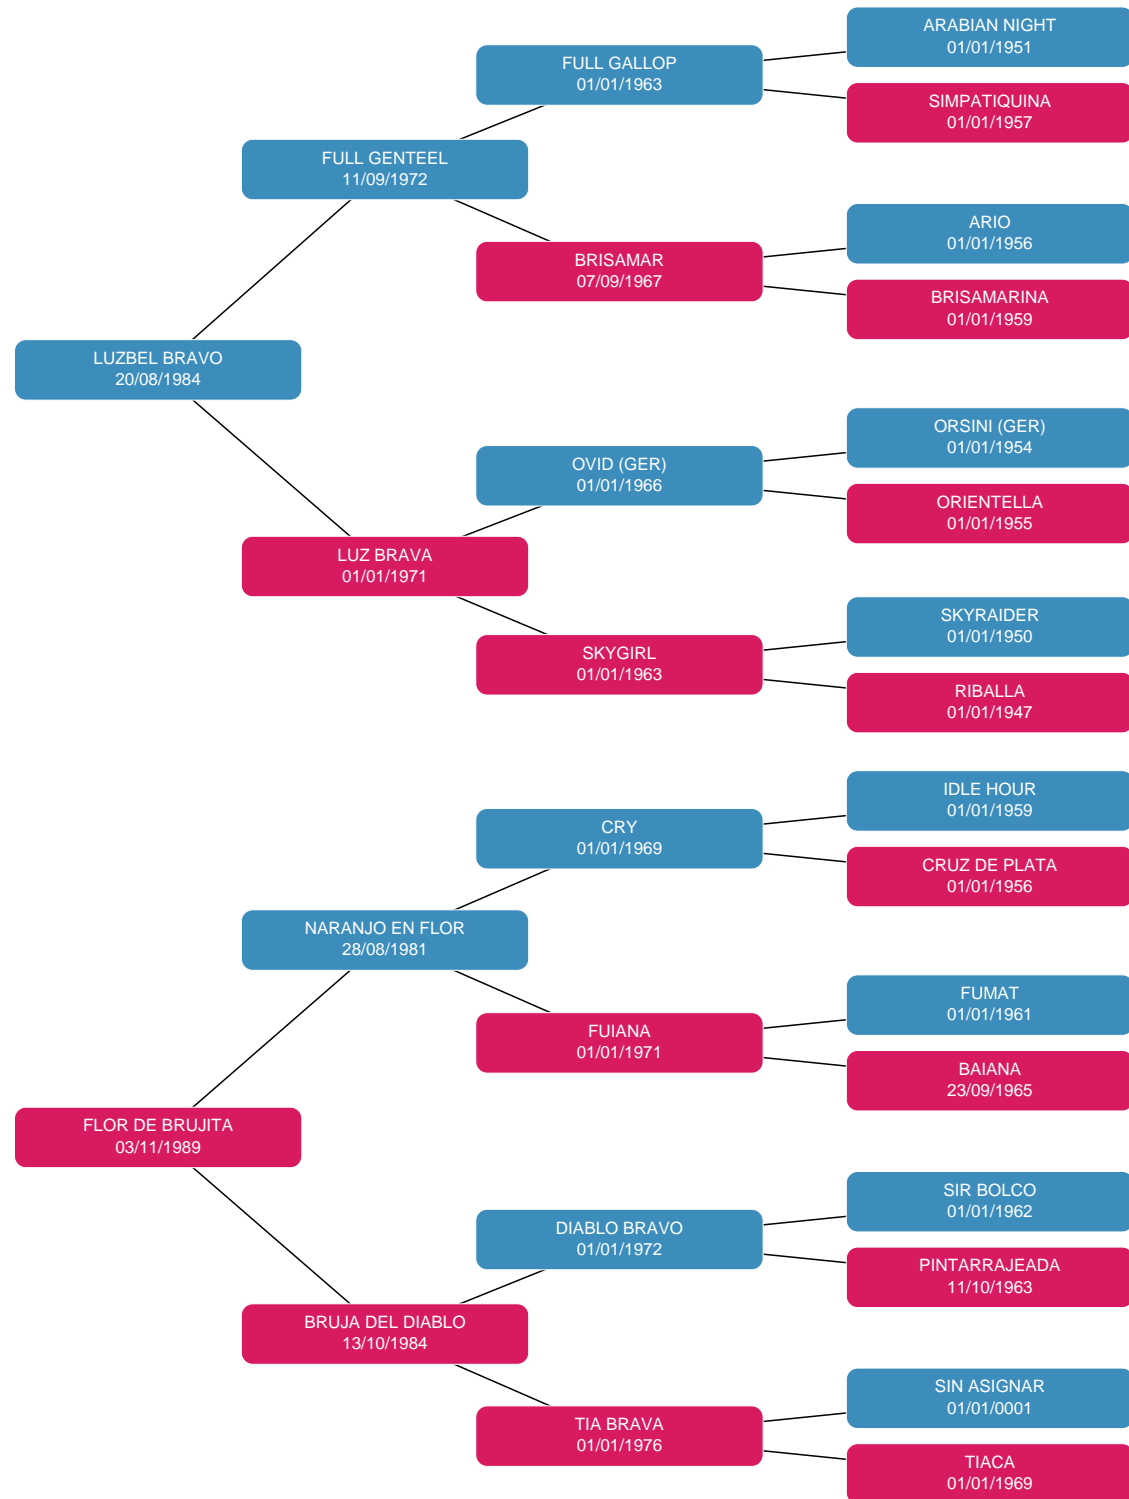 ARABIAN NIGHT
01/01/1951
FULL GALLOP
01/01/1963
SIMPATIQUINA
01/01/1957
FULL GENTEEL
11/09/1972
ARIO
01/01/1956
BRISAMAR
07/09/1967
BRISAMARINA
01/01/1959
LUZBEL BRAVO
20/08/1984
ORSINI (GER)
01/01/1954
OVID (GER)
01/01/1966
ORIENTELLA
01/01/1955
LUZ BRAVA
01/01/1971
SKYRAIDER
01/01/1950
SKYGIRL
01/01/1963
RIBALLA
01/01/1947
IDLE HOUR
01/01/1959
CRY
01/01/1969
CRUZ DE PLATA
01/01/1956
NARANJO EN FLOR
28/08/1981
FUMAT
01/01/1961
FUIANA
01/01/1971
BAIANA
23/09/1965
FLOR DE BRUJITA
03/11/1989
SIR BOLCO
01/01/1962
DIABLO BRAVO
01/01/1972
PINTARRAJEADA
11/10/1963
BRUJA DEL DIABLO
13/10/1984
SIN ASIGNAR
01/01/0001
TIA BRAVA
01/01/1976
TIACA
01/01/1969